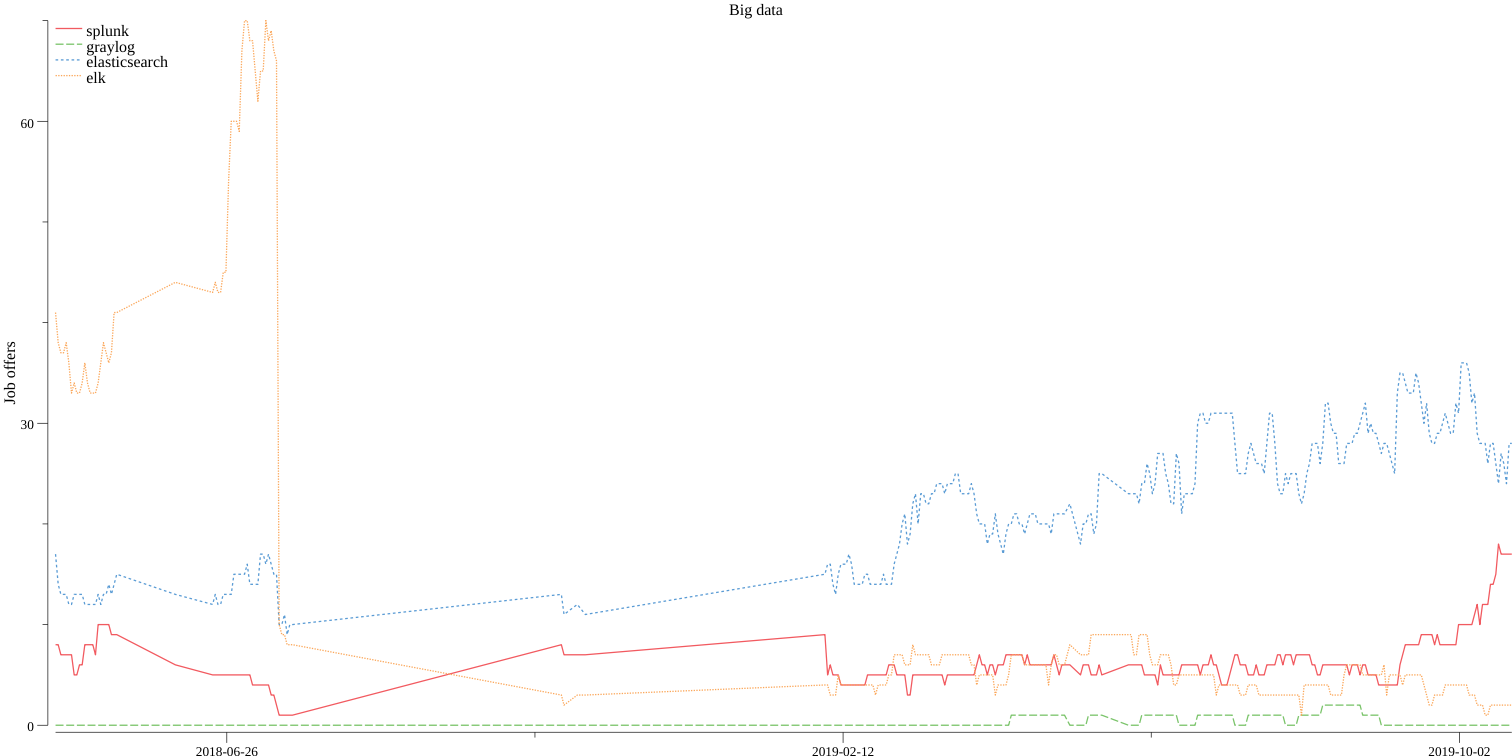 Big data
splunk
graylog
elasticsearch
elk
60
30
0
Job offers
2018-06-26
2019-02-12
2019-10-02